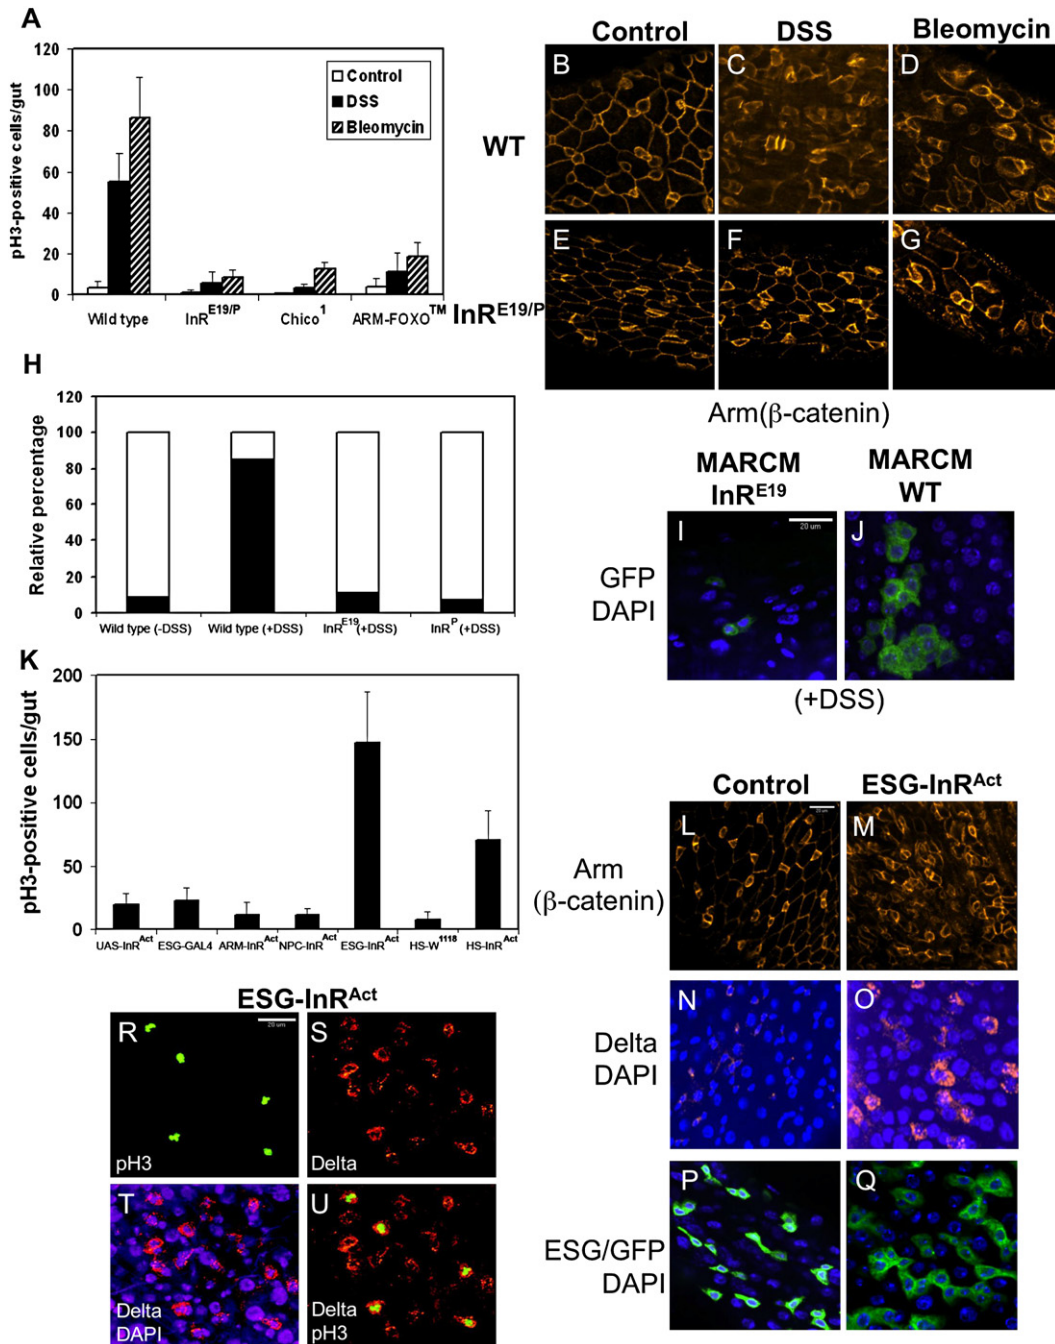 A
pH3-positive cells/gut
120
100
80
60
40
20
0
Control
DSS
Bleomycin
Wild type
InR^E19/P
Chico^1
ARM-FOXO^TM
Control
DSS
Bleomycin
WT
B
C
D
InR^E19/P
E
F
G
Arm(β-catenin)
H
Relative percentage
120
100
80
60
40
20
0
Wild type (-DSS)
Wild type (+DSS)
InR^E19 (+DSS)
InR^P (+DSS)
MARCM
InR^E19
MARCM
WT
GFP
DAPI
I
20 um
J
(+DSS)
K
pH3-positive cells/gut
200
150
100
50
0
UAS-InR^Act
ESG-GAL4
ARM-InR^Act
NPC-InR^Act
ESG-InR^Act
HS-W^1118
HS-InR^Act
Control
ESG-InR^Act
Arm
(β-catenin)
L
20 um
M
Delta
DAPI
N
O
ESG/GFP
DAPI
P
Q
ESG-InR^Act
R
20 um
pH3
S
Delta
T
Delta
DAPI
U
Delta
pH3